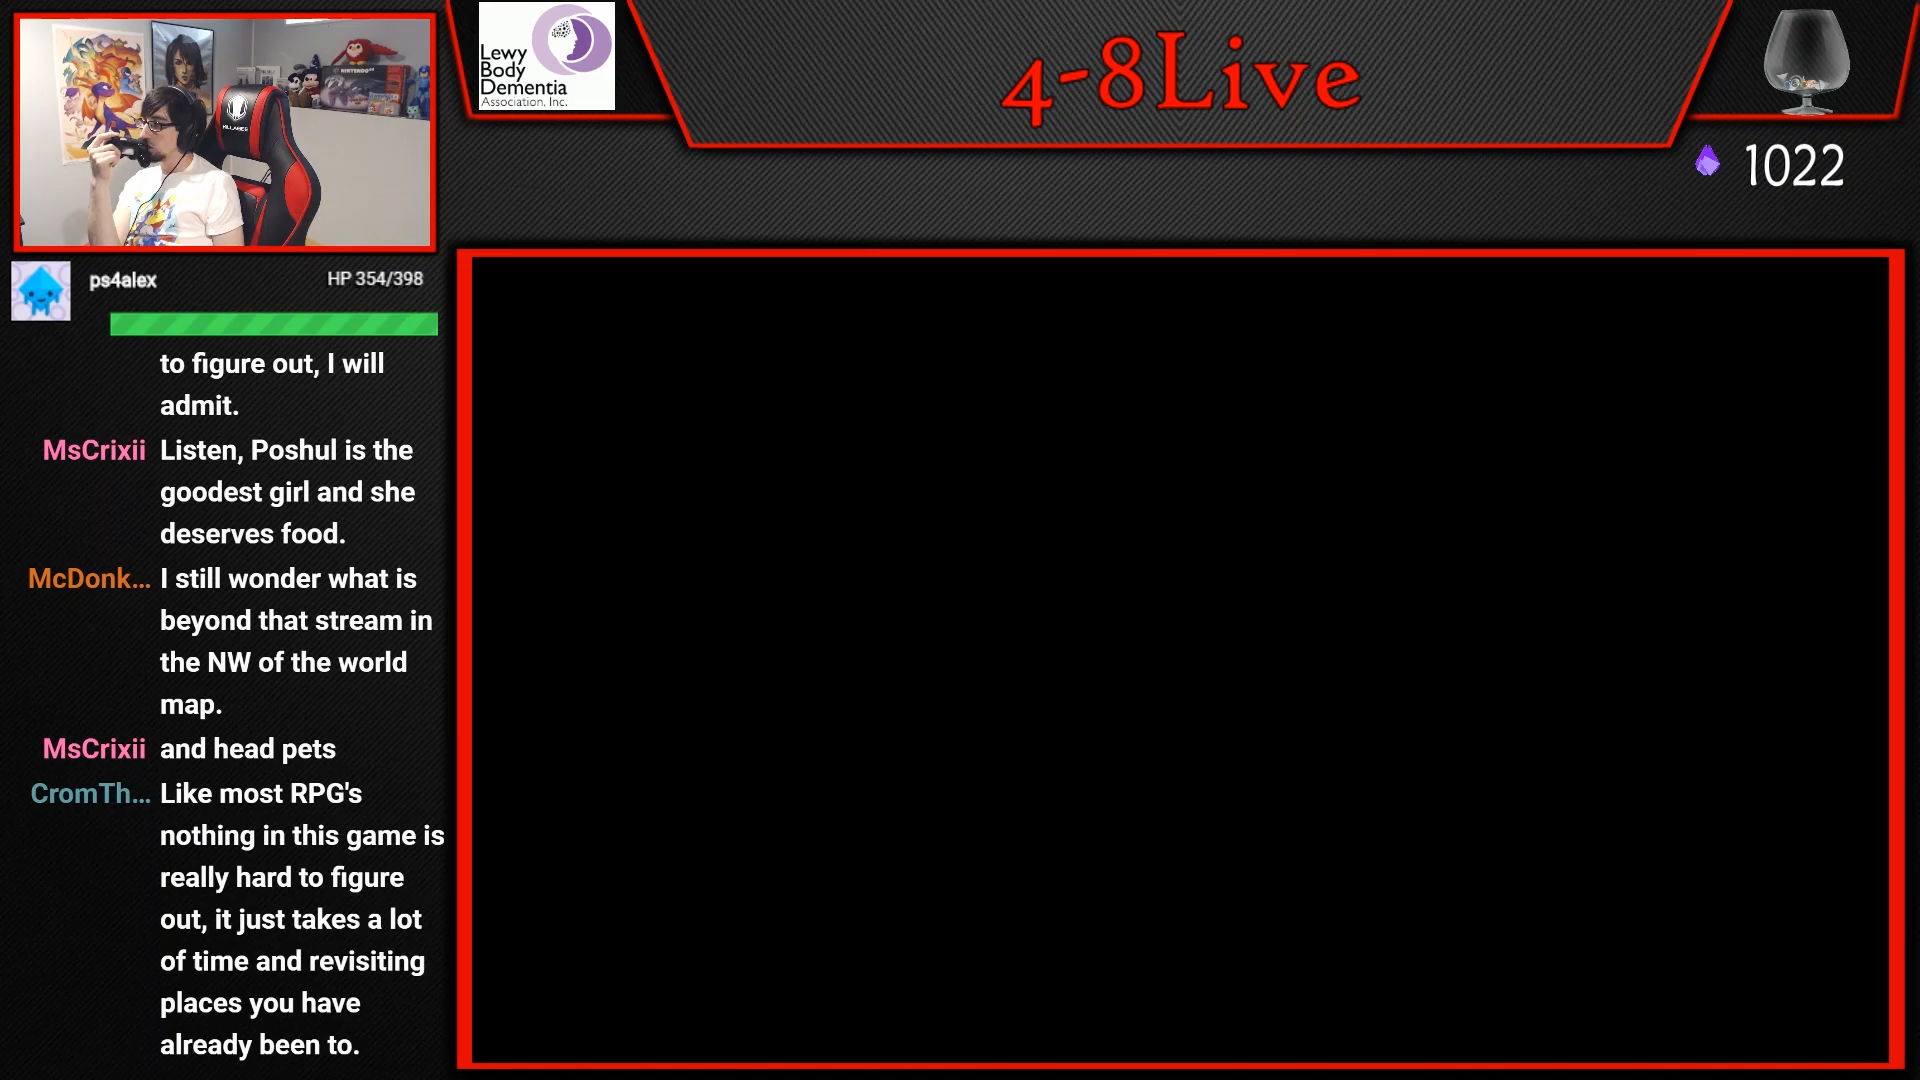 Lewy
Body
Dementia
Association, Inc.
4-8Live
1022
NINTENDO
KILLABEE
ps4alex
HP 354/398
to figure out, I will
admit.
MsCrixii Listen, Poshul is the
goodest girl and she
deserves food.
McDonk... I still wonder what is
beyond that stream in
the NW of the world
map.
MsCrixii and head pets
CromTh... Like most RPG's
nothing in this game is
really hard to figure
out, it just takes a lot
of time and revisiting
places you have
already been to.